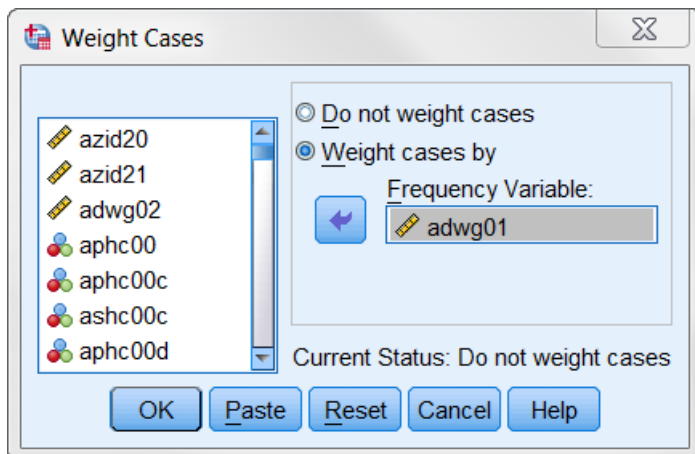 Weight Cases
azid20
azid21
adwg02
aphc00
aphc00c
ashc00c
aphc00d
Do not weight cases
Weight cases by
Frequency Variable:
adwg01
Current Status: Do not weight cases
OK
Paste
Reset
Cancel
Help